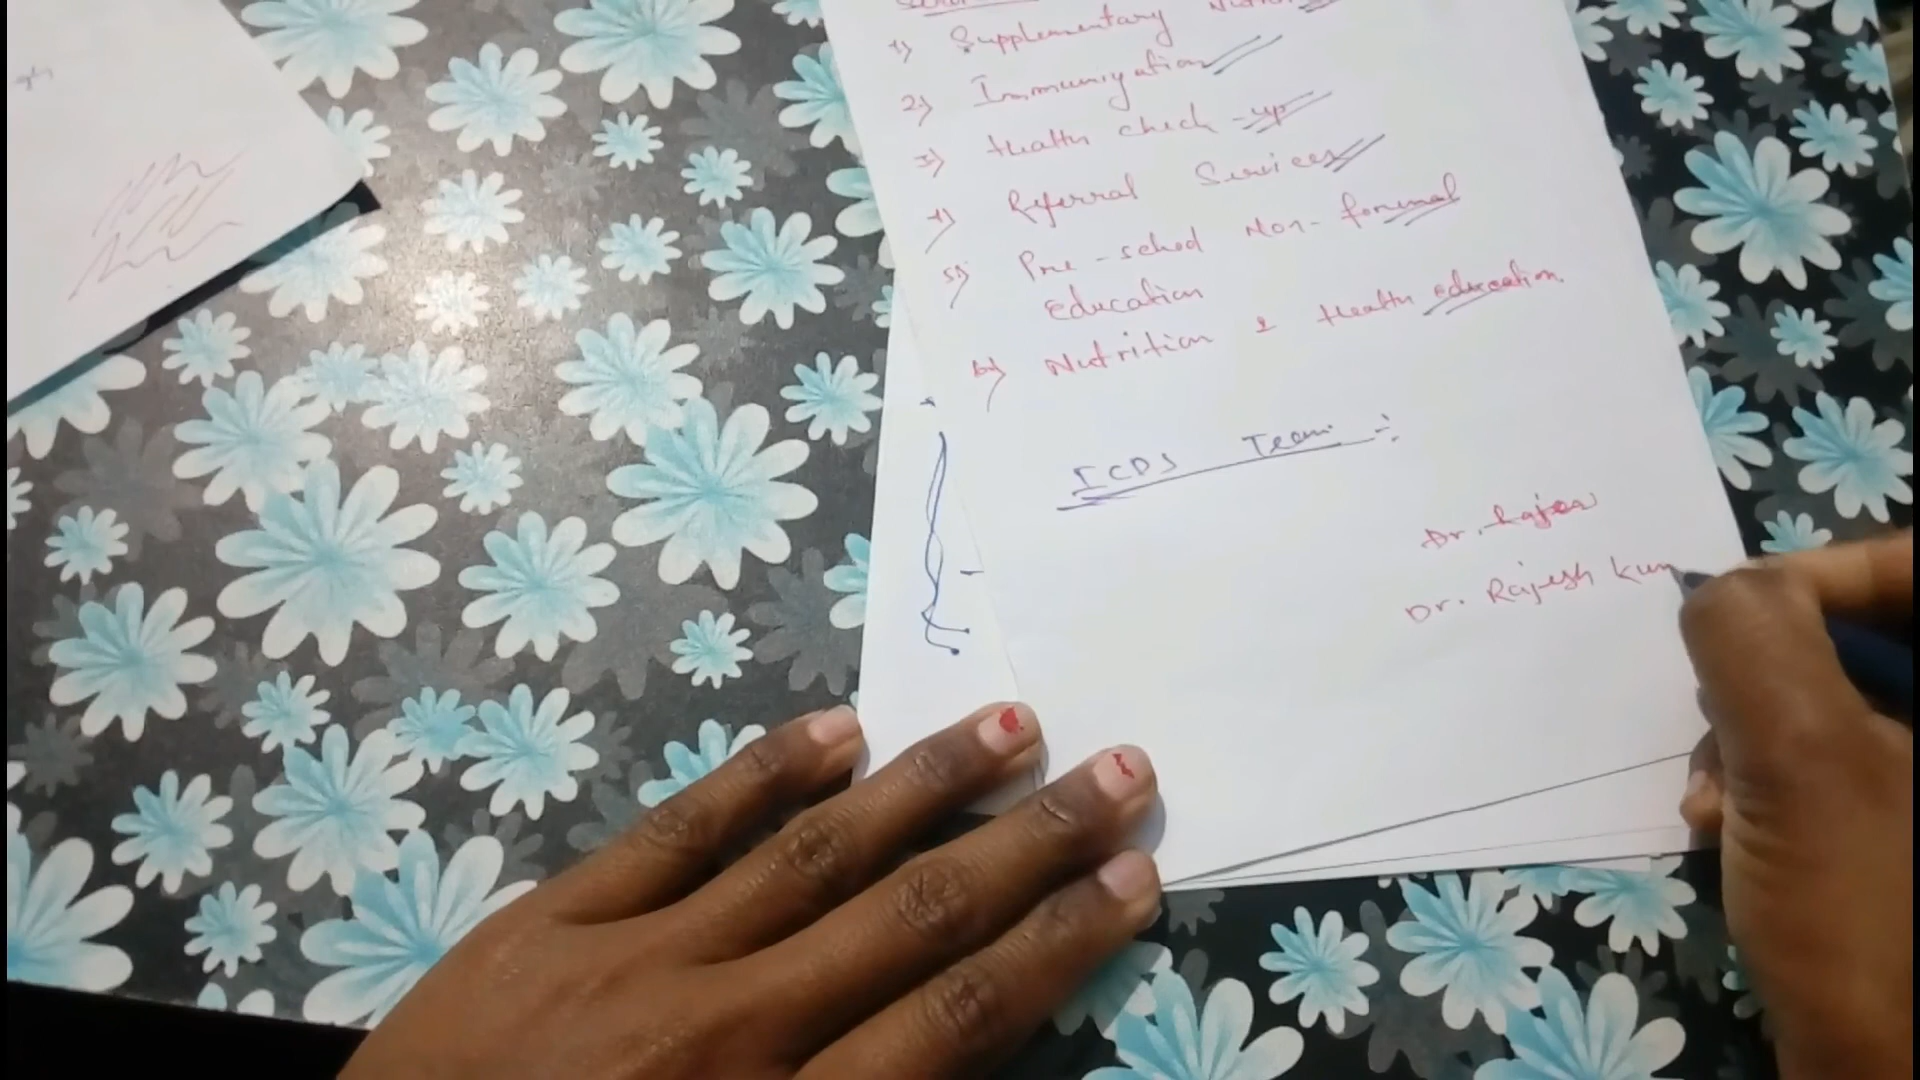 1) Supplementary
2) Immunization
3) Health check-up
4) Referral Services
5) Pre-school Non-formal
Education
6) Nutrition & Health education.
ICDS Team :-
Dr. Rajesh Kum